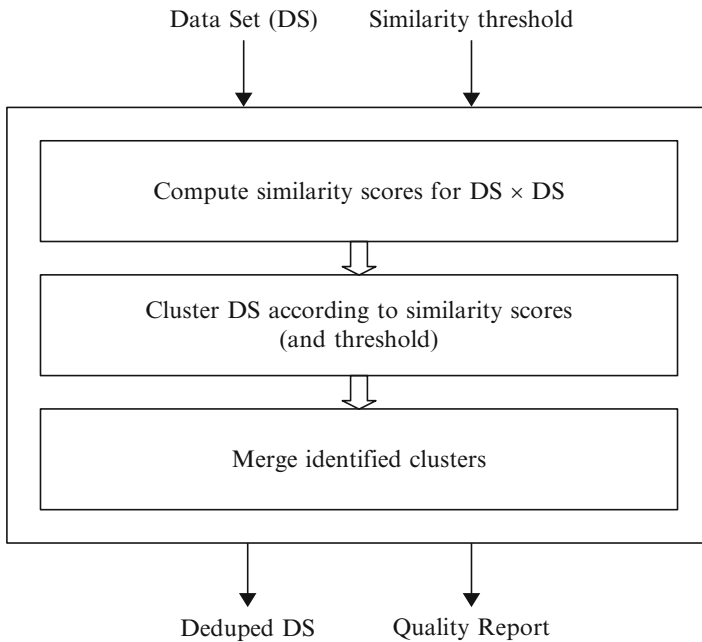 Data Set (DS)
Similarity threshold
Compute similarity scores for DS × DS
Cluster DS according to similarity scores
(and threshold)
Merge identified clusters
Deduped DS
Quality Report